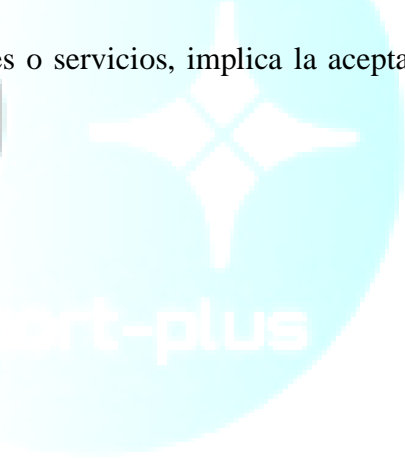 es o servicios, implica la acepta
ort-plus